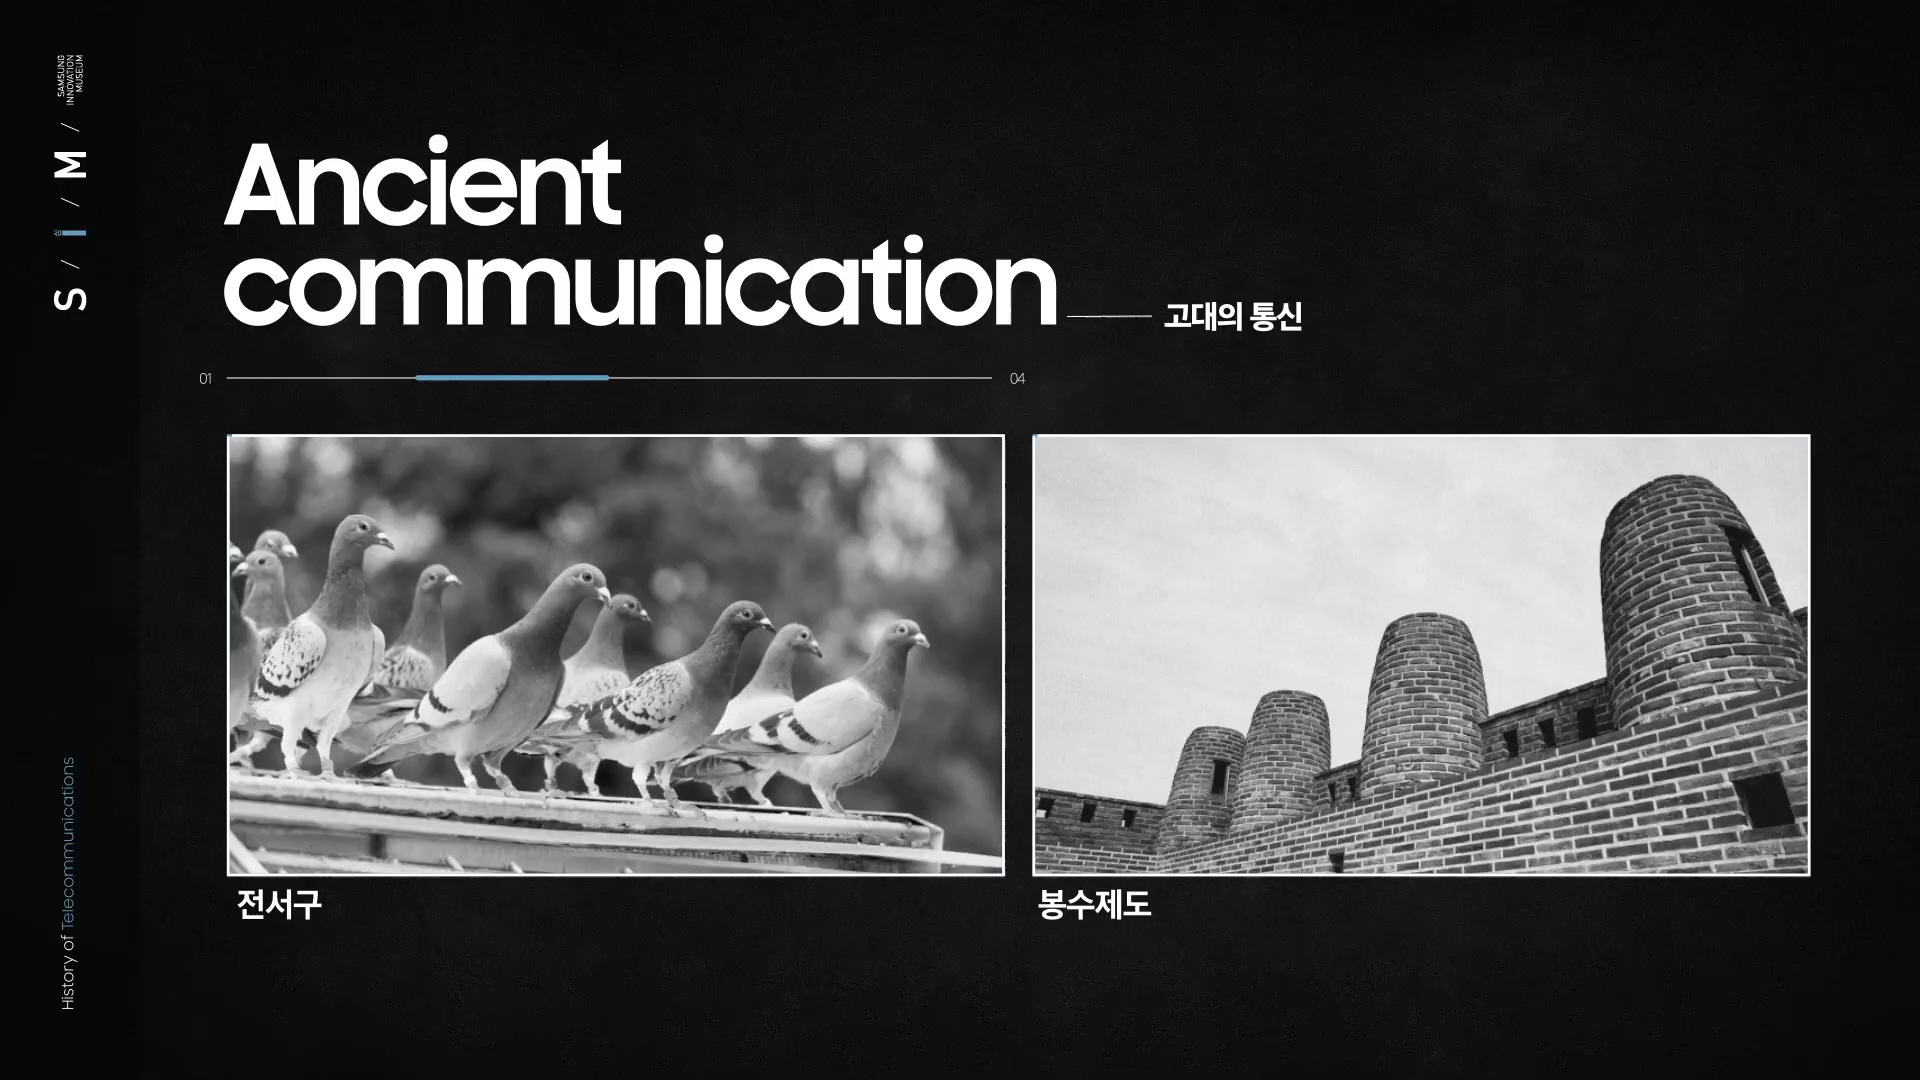 SAMSUNG
INNOVATION
MUSEUM
S / i / M /
Ancient
communication
고대의 통신
01
04
전서구
봉수제도
History of Telecommunications